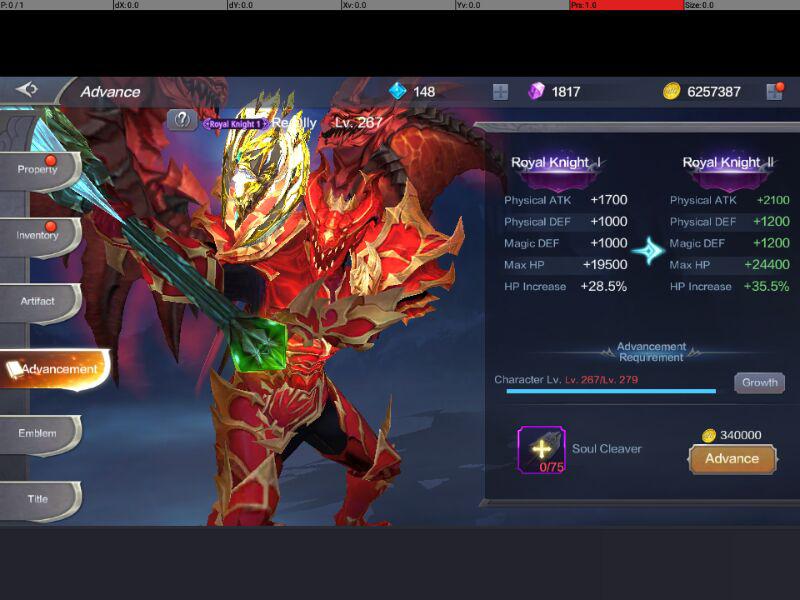 P: 0 / 1 dX: 0.0 dY: 0.0 Xv: 0.0 Yv: 0.0 Prs: 1.0 Size: 0.0
Advance 148 1817 6257387
? Royal Knight 1 Lv. 267
Property
Inventory
Artifact
Advancement
Emblem
Title
Royal Knight I Royal Knight II
Physical ATK +1700 Physical ATK +2100
Physical DEF +1000 Physical DEF +1200
Magic DEF +1000 Magic DEF +1200
Max HP +19500 Max HP +24400
HP Increase +28.5% HP Increase +35.5%
Advancement
Requirement
Character Lv. Lv. 267/Lv. 279 Growth
340000
Soul Cleaver Advance
0/75